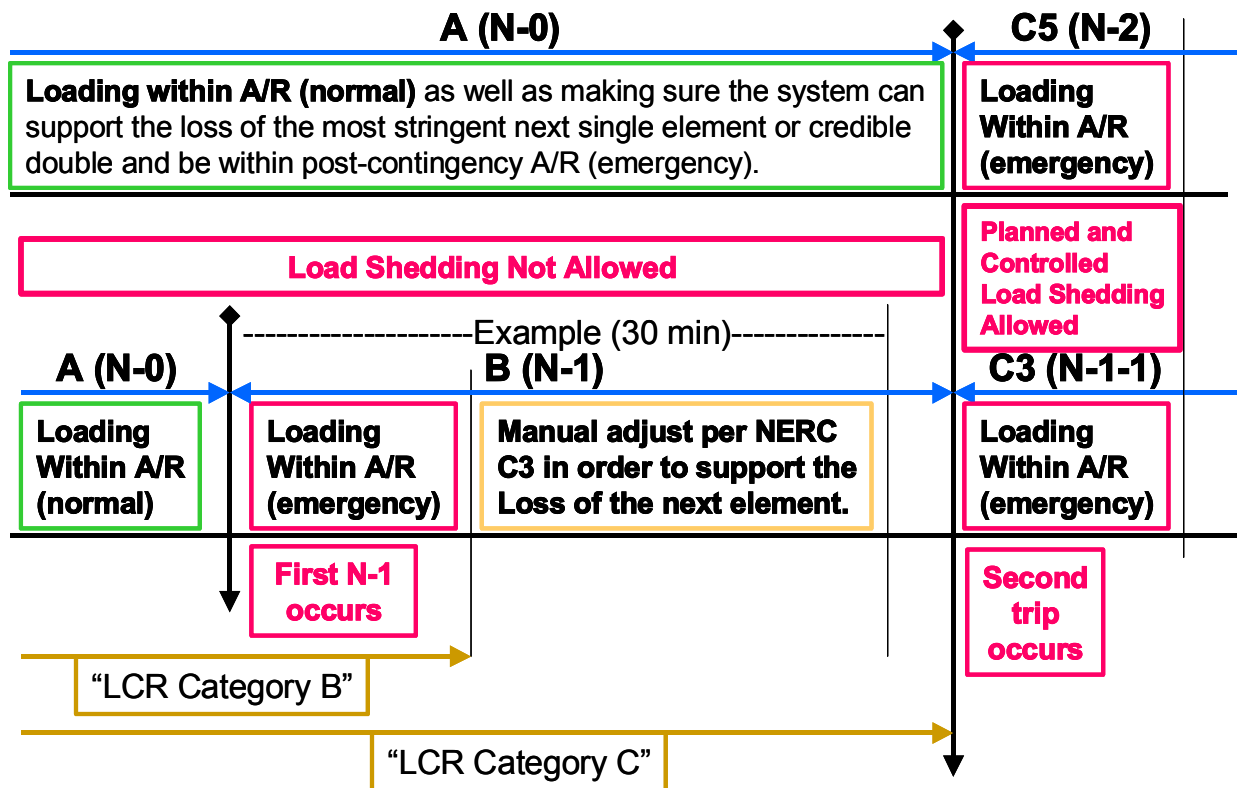 A (N-0)
C5 (N-2)
Loading within A/R (normal) as well as making sure the system can
support the loss of the most stringent next single element or credible
double and be within post-contingency A/R (emergency).
Loading
Within A/R
(emergency)
Load Shedding Not Allowed
Planned and
Controlled
Load Shedding
Allowed
Example (30 min)
A (N-0)
B (N-1)
C3 (N-1-1)
Loading
Within A/R
(normal)
Loading
Within A/R
(emergency)
Manual adjust per NERC
C3 in order to support the
Loss of the next element.
Loading
Within A/R
(emergency)
First N-1
occurs
Second
trip
occurs
“LCR Category B”
“LCR Category C”